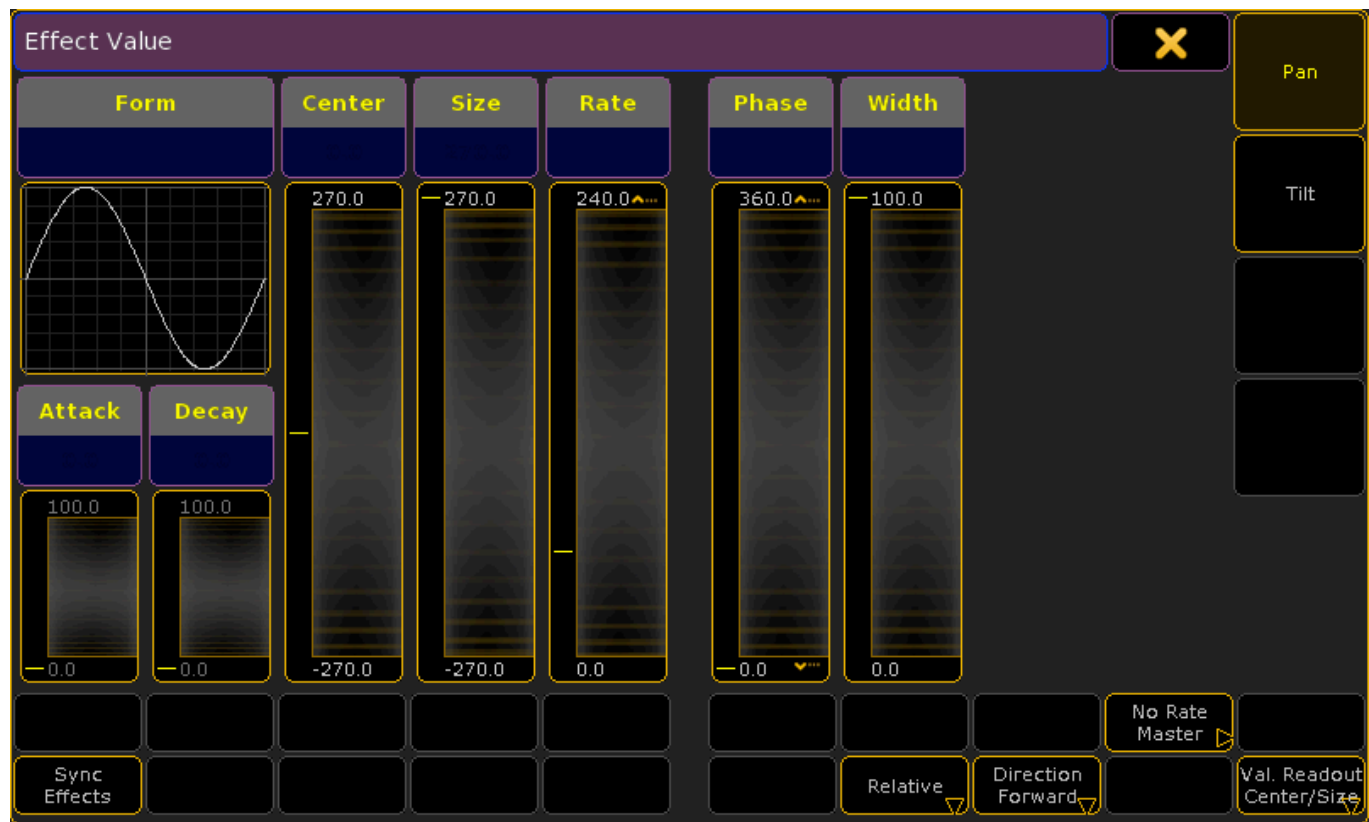 Effect Value
Pan
Form
Center
Size
Rate
Phase
Width
Tilt
270.0
270.0
240.0
360.0
100.0
Attack
Decay
100.0
100.0
0.0
0.0
-270.0
-270.0
0.0
0.0
0.0
No Rate
Master
Sync
Effects
Relative
Direction
Forward
Val. Readout
Center/Size